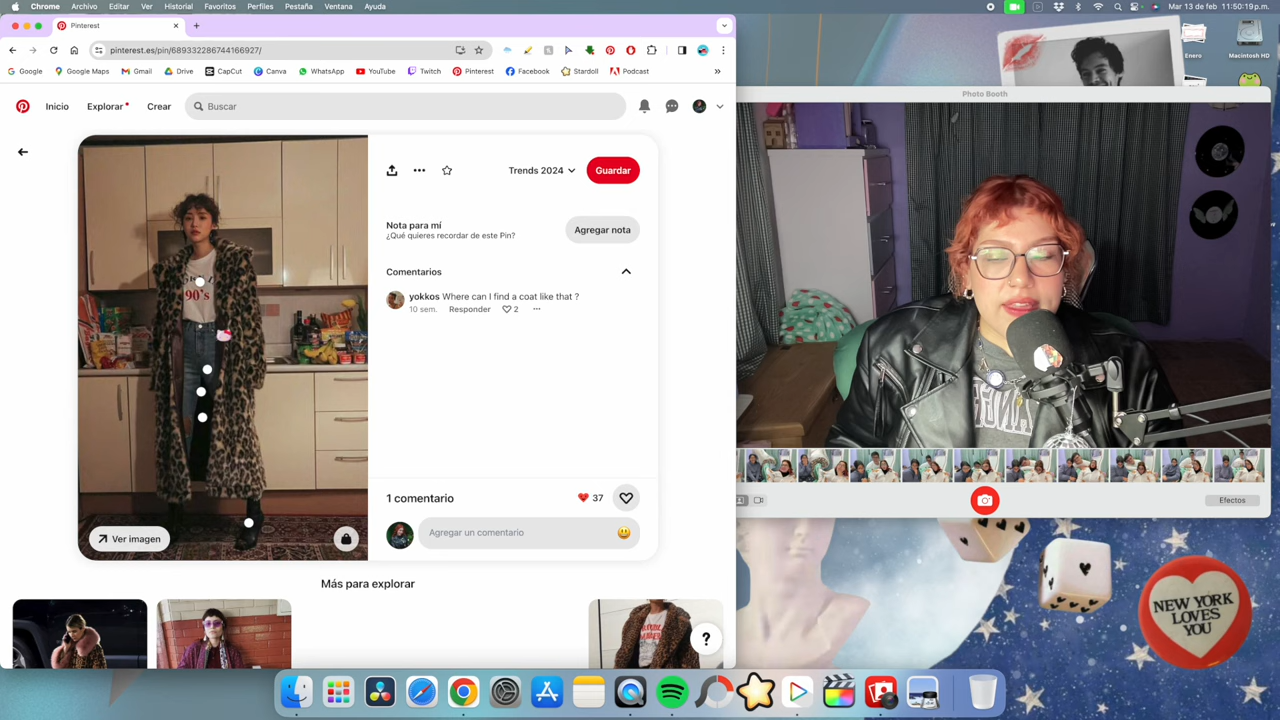 Chrome Archivo Editar Ver Historial Favoritos Perfiles Pestaña Ventana Ayuda
Mar 13 de feb 11:50:19 p.m.
Pinterest
pinterest.es/pin/689332286744166927/
Google Google Maps Gmail Drive CapCut Canva WhatsApp YouTube Twitch Pinterest Facebook Stardoll Podcast »
Inicio Explorar Crear Buscar
Trends 2024 Guardar
Nota para mí
¿Qué quieres recordar de este Pin?
Agregar nota
Comentarios
yokkos Where can I find a coat like that ?
10 sem. Responder 2
90's
Ver imagen
1 comentario
37
Agregar un comentario
Más para explorar
?
Photo Booth
Efectos
Enero
Macintosh HD
NEW YORK
LOVES
YOU